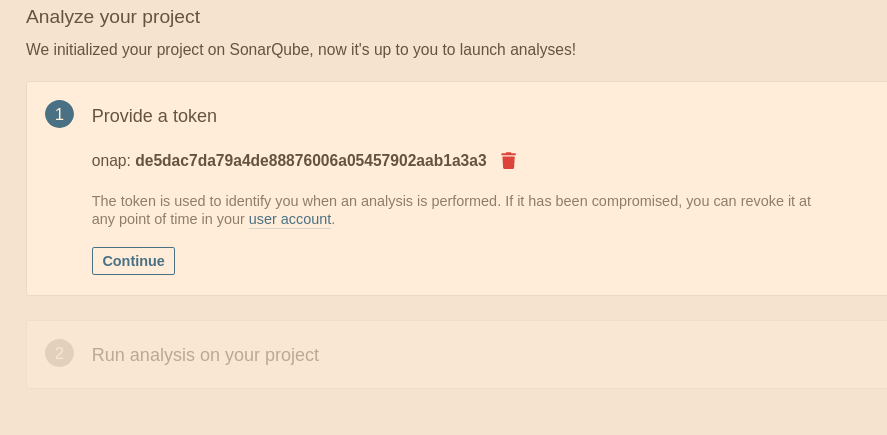 Analyze your project
We initialized your project on SonarQube, now it's up to you to launch analyses!
1 Provide a token
onap: de5dac7da79a4de88876006a05457902aab1a3a3
The token is used to identify you when an analysis is performed. If it has been compromised, you can revoke it at
any point of time in your user account.
Continue
2 Run analysis on your project